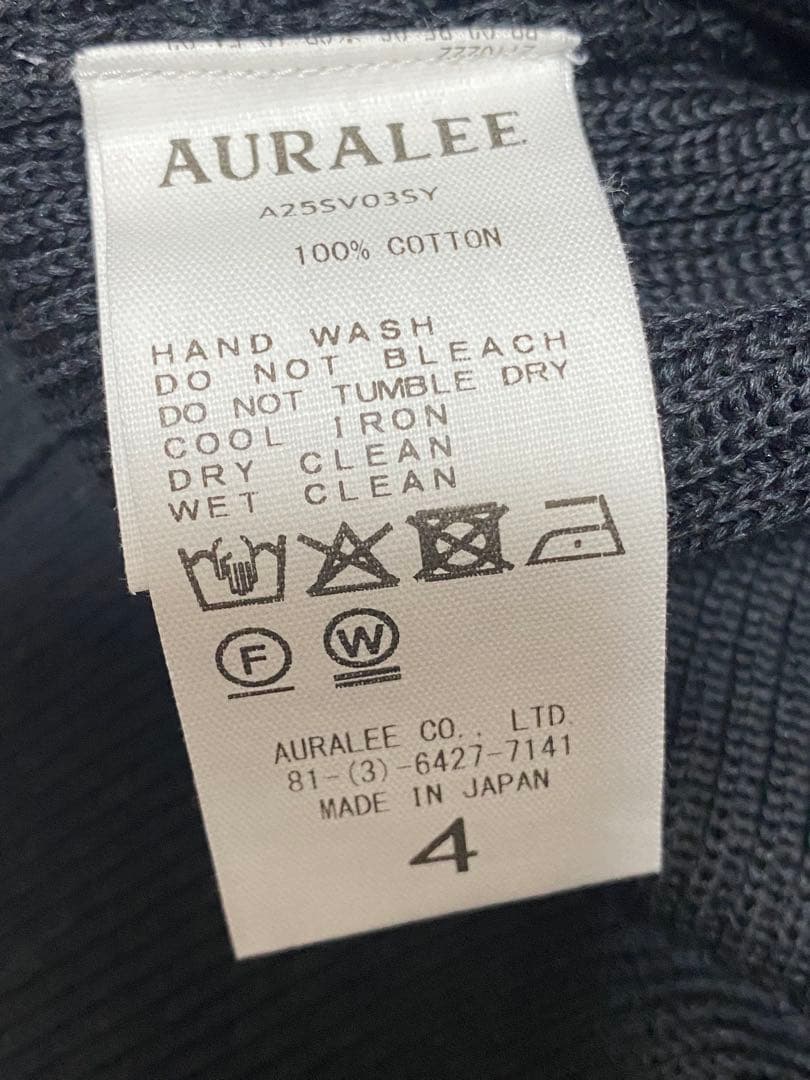 AURALEE
A25SV03SY
100% COTTON
HAND WASH
DO NOT BLEACH
DO NOT TUMBLE DRY
COOL IRON
DRY CLEAN
WET CLEAN
F W
AURALEE CO., LTD.
81-(3)-6427-7141
MADE IN JAPAN
4